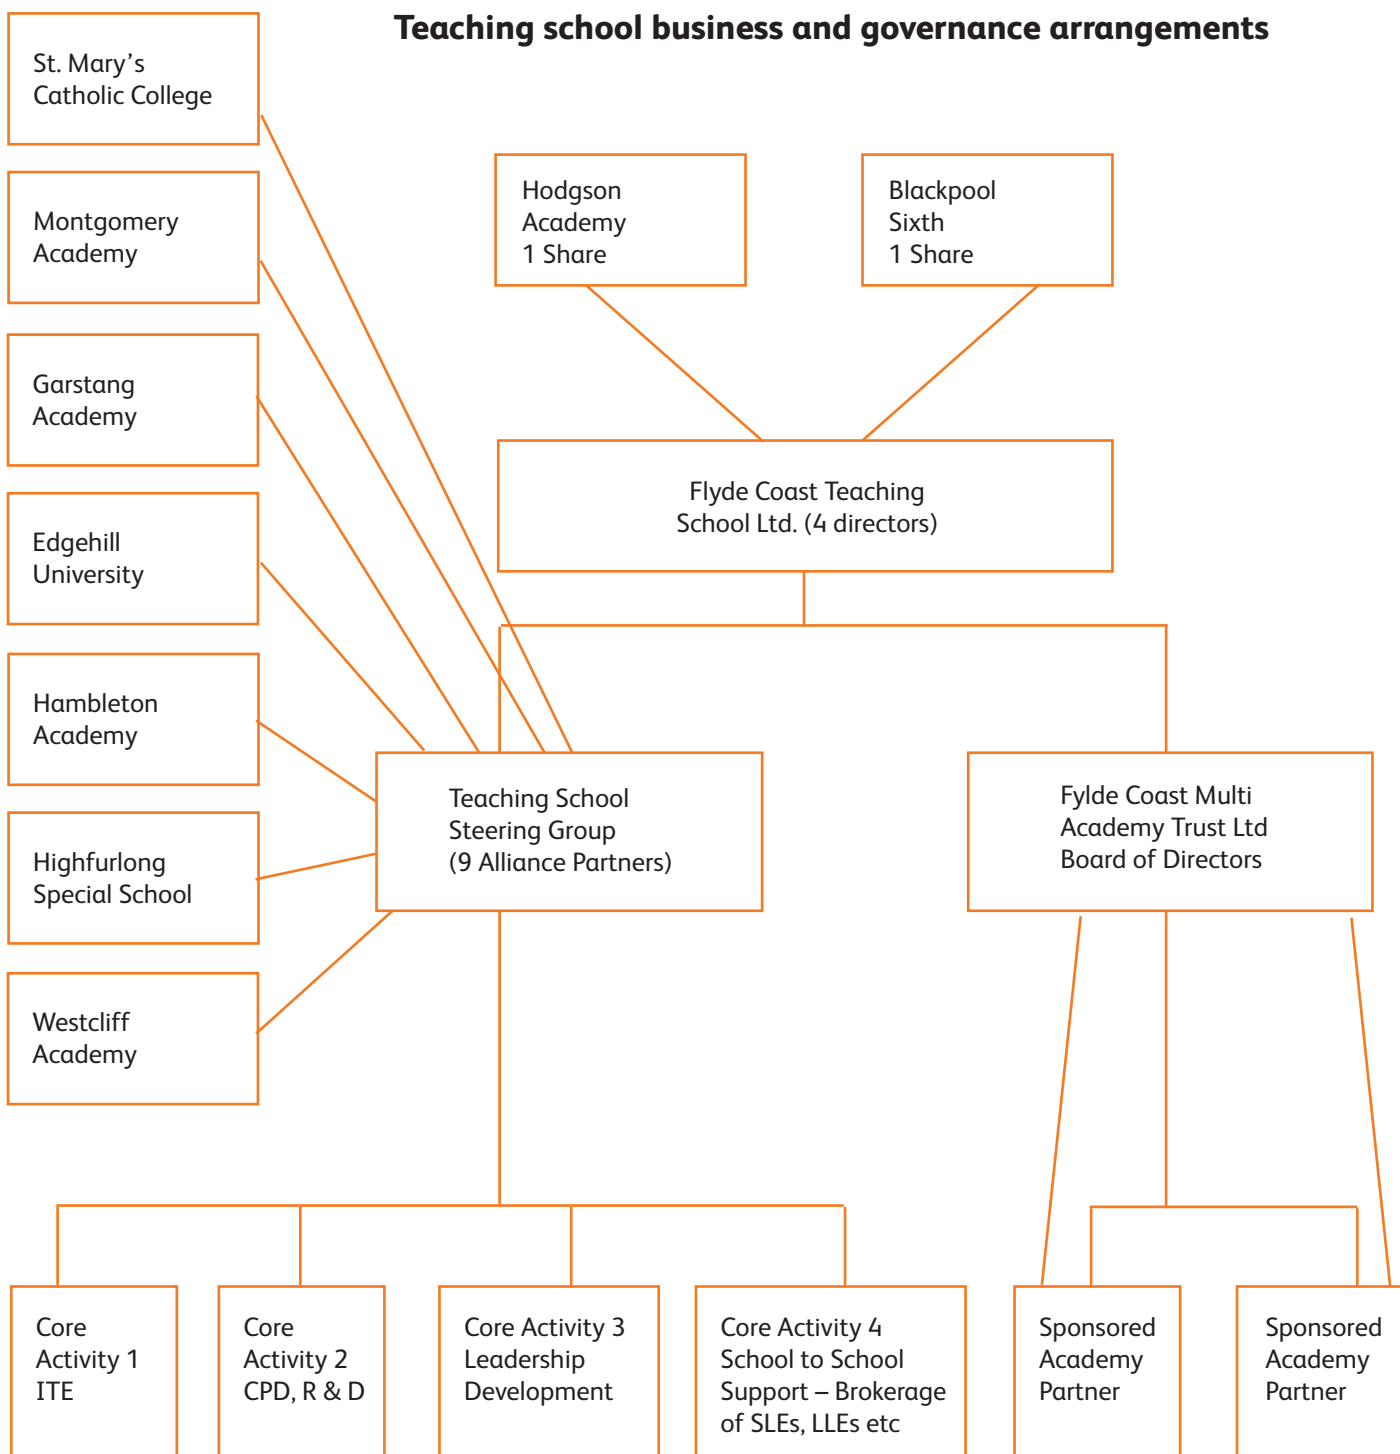 Teaching school business and governance arrangements
St. Mary's
Catholic College
Montgomery
Academy
Garstang
Academy
Edgehill
University
Hambleton
Academy
Highfurlong
Special School
Westcliff
Academy
Hodgson
Academy
1 Share
Blackpool
Sixth
1 Share
Flyde Coast Teaching
School Ltd. (4 directors)
Teaching School
Steering Group
(9 Alliance Partners)
Fylde Coast Multi
Academy Trust Ltd
Board of Directors
Core
Activity 1
ITE
Core
Activity 2
CPD, R & D
Core Activity 3
Leadership
Development
Core Activity 4
School to School
Support – Brokerage
of SLEs, LLEs etc
Sponsored
Academy
Partner
Sponsored
Academy
Partner